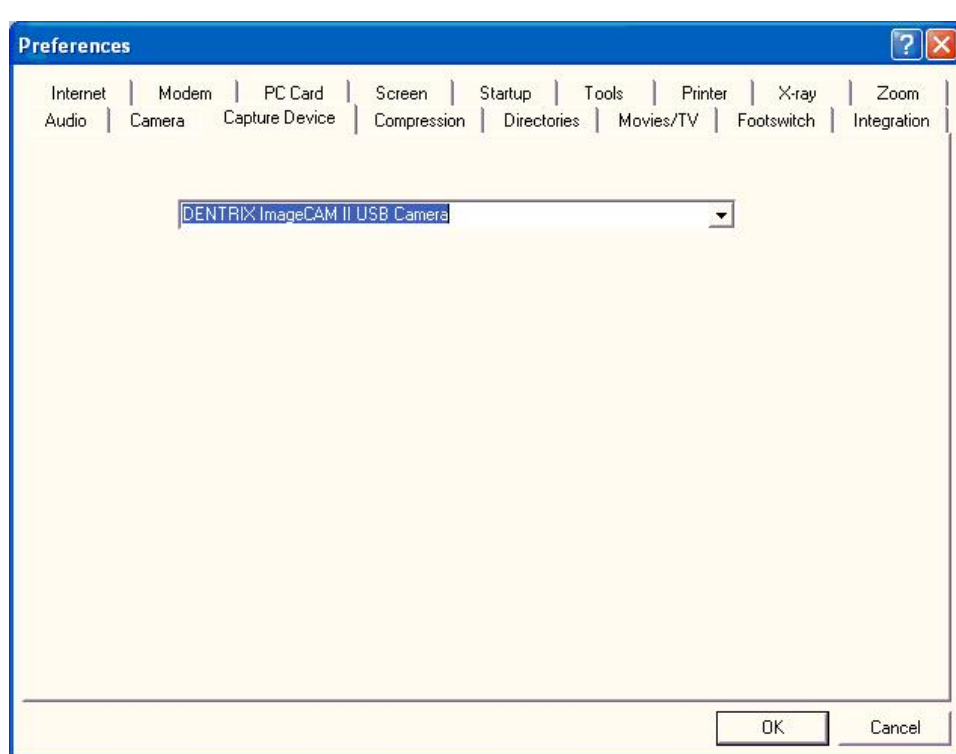 Preferences
Internet Modem PC Card Screen Startup Tools Printer X-ray Zoom
Audio Camera Capture Device Compression Directories Movies/TV Footswitch Integration
DENTRIX ImageCAM II USB Camera
OK Cancel